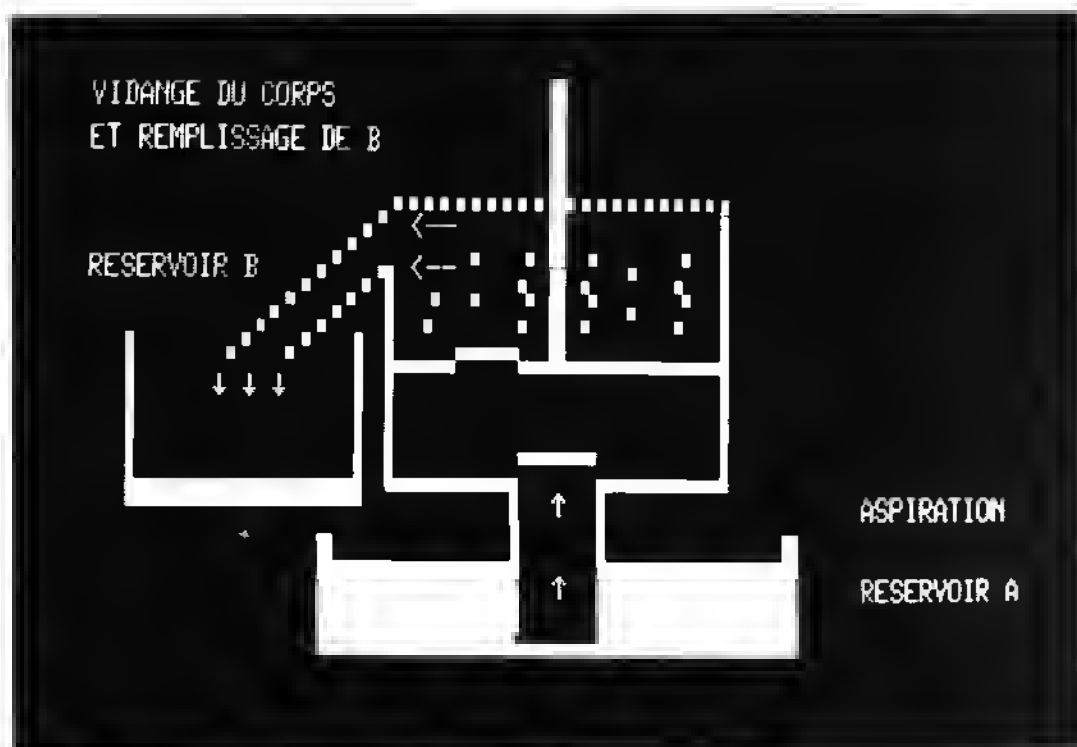 VIDANGE DU CORPS
ET REMPLISSAGE DE B
RESERVOIR B
ASPIRATION
RESERVOIR A